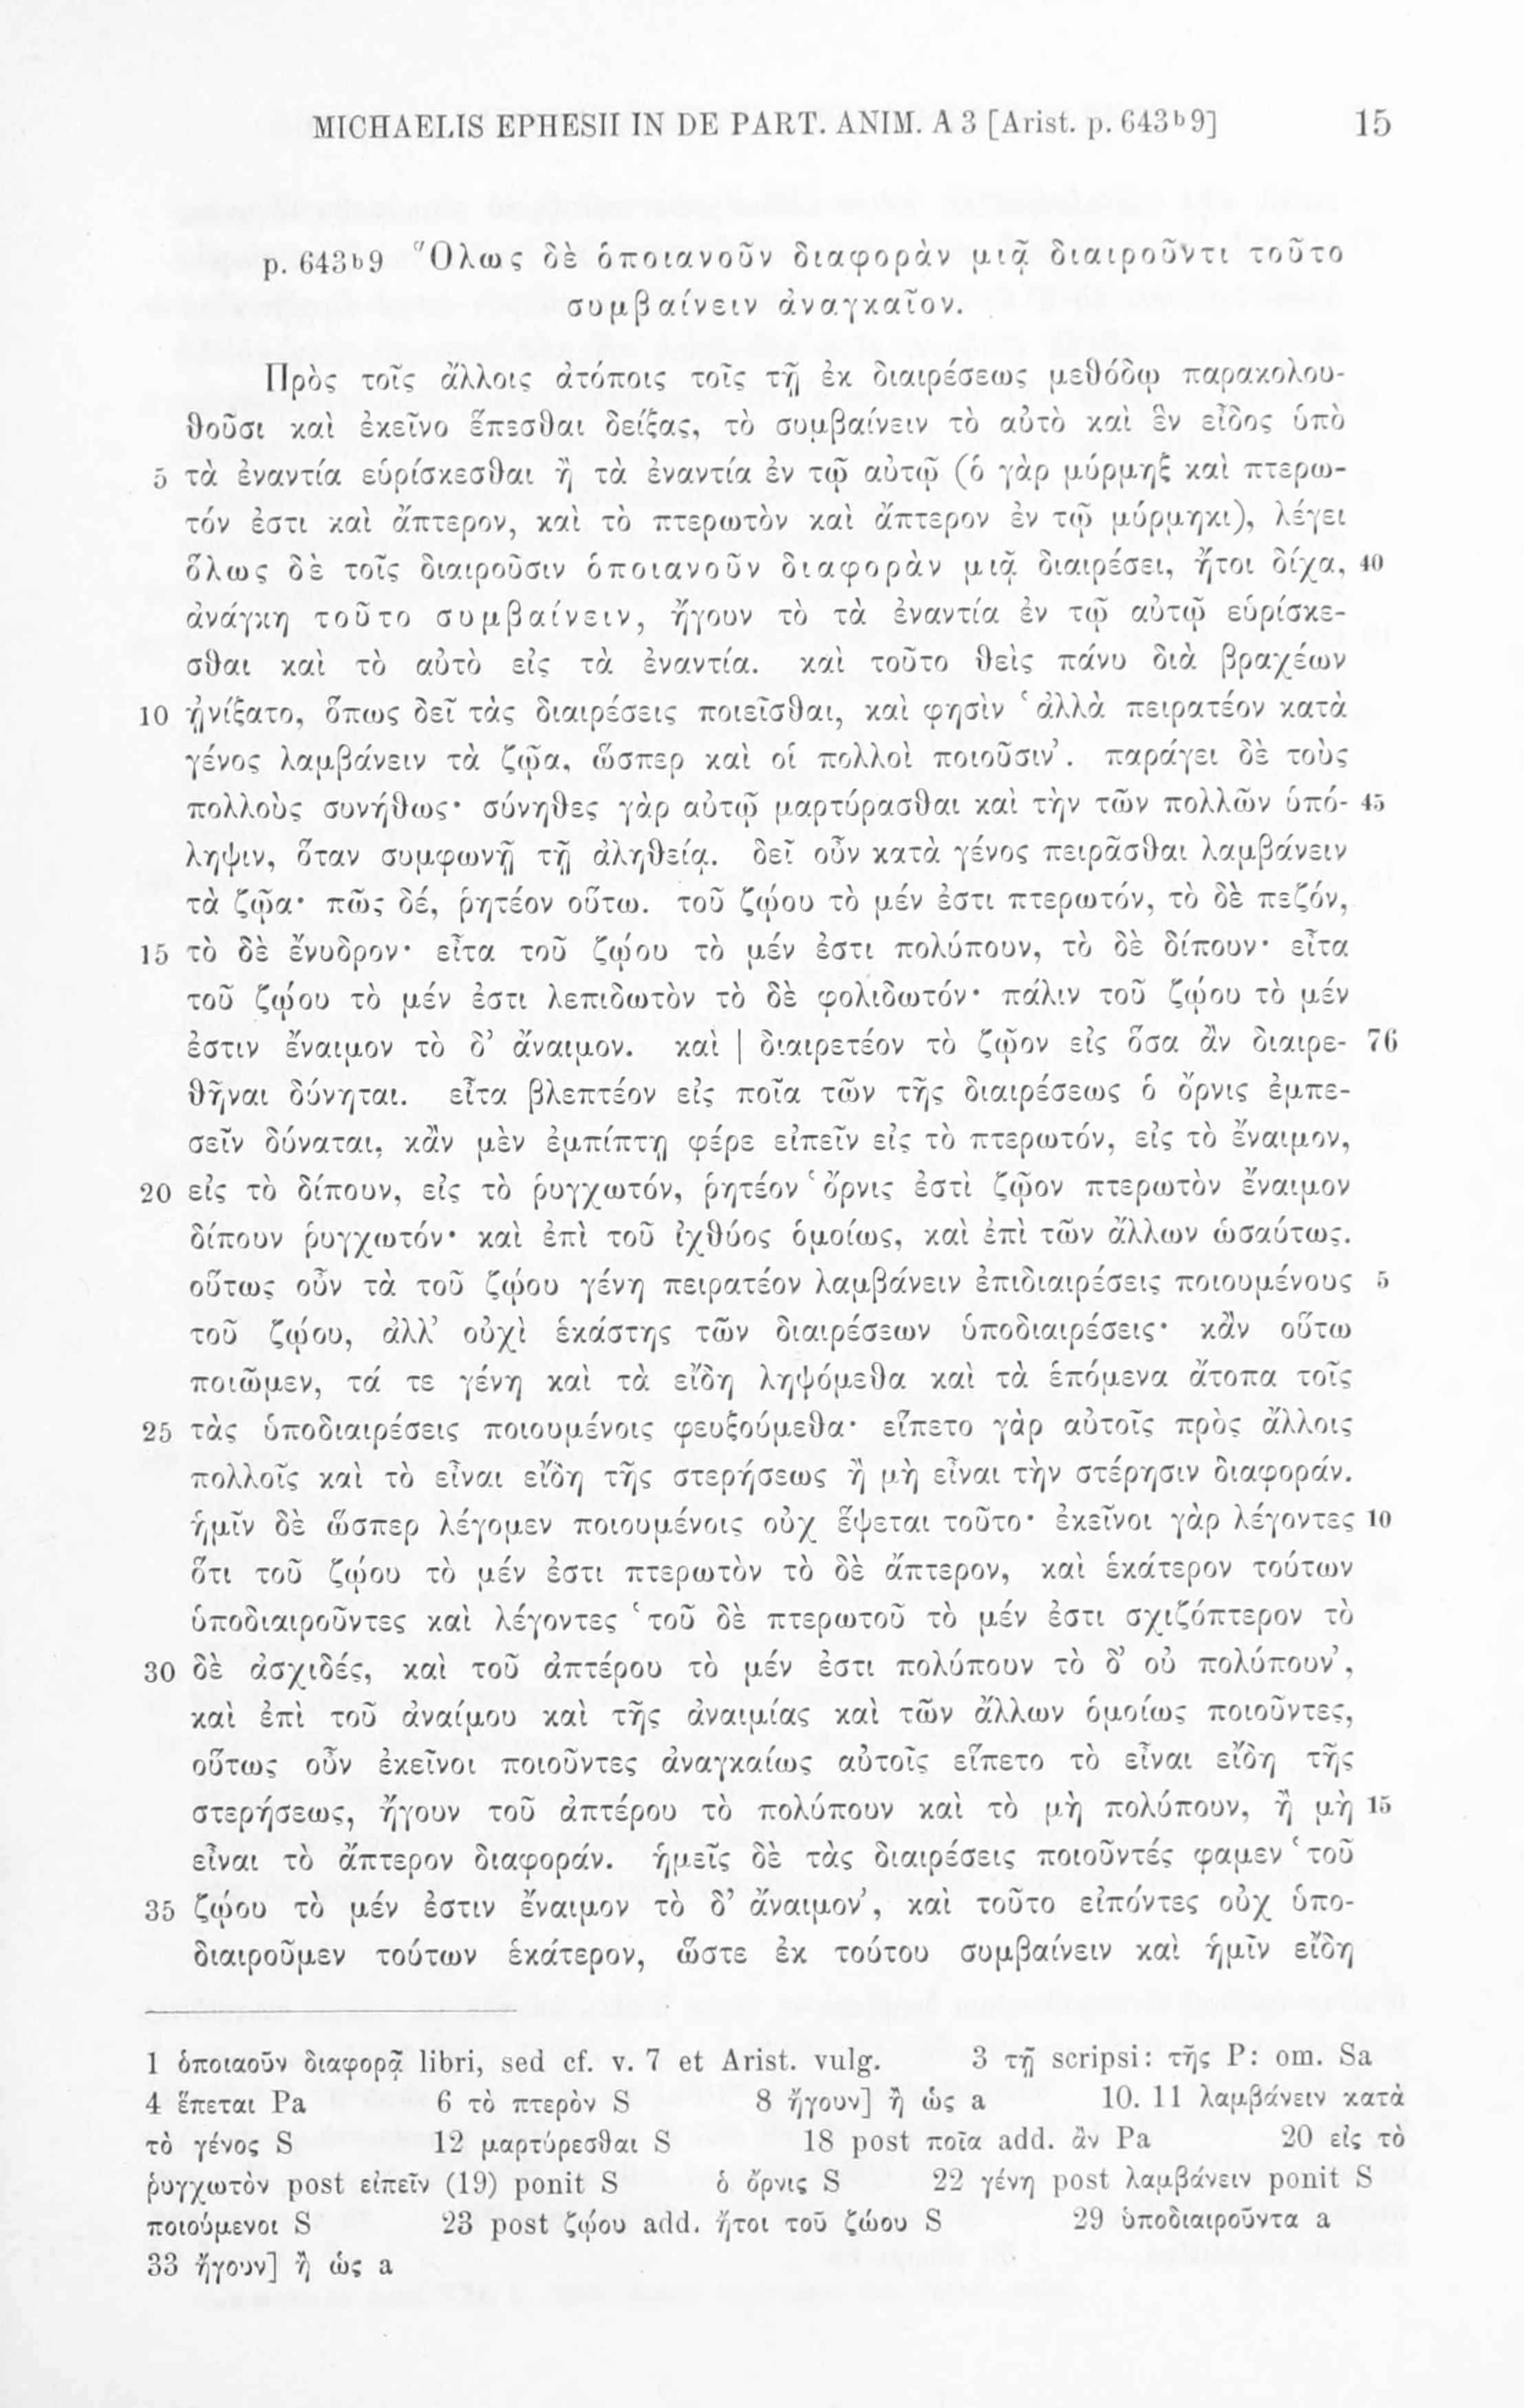 MICHAELIS EPHESII IN DE PART. ANIM. A 3 [Arist. p. 643ᵇ9] 15
p. 643ᵇ9 Ὅλως δὲ ὁποιανοῦν διαφορὰν μιᾷ διαιροῦντι τοῦτο
συμβαίνειν ἀναγκαῖον.
Πρὸς τοῖς ἄλλοις ἀτόποις τοῖς τῇ ἐκ διαιρέσεως μεθόδῳ παρακολου-
θοῦσι καὶ ἐκεῖνο ἕπεσθαι δείξας, τὸ συμβαίνειν τὸ αὐτὸ καὶ ἓν εἶδος ὑπὸ
5 τὰ ἐναντία εὑρίσκεσθαι ἢ τὰ ἐναντία ἐν τῷ αὐτῷ (ὁ γὰρ μύρμηξ καὶ πτερω-
τόν ἐστι καὶ ἄπτερον, καὶ τὸ πτερωτὸν καὶ ἄπτερον ἐν τῷ μύρμηκι), λέγει
ὅλως δὲ τοῖς διαιροῦσιν ὁποιανοῦν διαφορὰν μιᾷ διαιρέσει, ἤτοι δίχα, 40
ἀνάγκη τοῦτο συμβαίνειν, ἤγουν τὸ τὰ ἐναντία ἐν τῷ αὐτῷ εὑρίσκε-
σθαι καὶ τὸ αὐτὸ εἰς τὰ ἐναντία. καὶ τοῦτο θεὶς πάνυ διὰ βραχέων
10 ᾐνίξατο, ὅπως δεῖ τὰς διαιρέσεις ποιεῖσθαι, καὶ φησὶν ‘ἀλλὰ πειρατέον κατὰ
γένος λαμβάνειν τὰ ζῷα, ὥσπερ καὶ οἱ πολλοὶ ποιοῦσιν’. παράγει δὲ τοὺς
πολλοὺς συνήθως· σύνηθες γὰρ αὐτῷ μαρτύρασθαι καὶ τὴν τῶν πολλῶν ὑπό- 45
ληψιν, ὅταν συμφωνῇ τῇ ἀληθείᾳ. δεῖ οὖν κατὰ γένος πειρᾶσθαι λαμβάνειν
τὰ ζῷα· πῶς δέ, ῥητέον οὕτω. τοῦ ζῴου τὸ μέν ἐστι πτερωτόν, τὸ δὲ πεζόν,
15 τὸ δὲ ἔνυδρον· εἶτα τοῦ ζῴου τὸ μέν ἐστι πολύπουν, τὸ δὲ δίπουν· εἶτα
τοῦ ζῴου τὸ μέν ἐστι λεπιδωτὸν τὸ δὲ φολιδωτόν· πάλιν τοῦ ζῴου τὸ μέν
ἐστιν ἔναιμον τὸ δ’ ἄναιμον. καὶ | διαιρετέον τὸ ζῷον εἰς ὅσα ἂν διαιρε- 76
θῆναι δύνηται. εἶτα βλεπτέον εἰς ποῖα τῶν τῆς διαιρέσεως ὁ ὄρνις ἐμπε-
σεῖν δύναται, κἂν μὲν ἐμπίπτῃ φέρε εἰπεῖν εἰς τὸ πτερωτόν, εἰς τὸ ἔναιμον,
20 εἰς τὸ δίπουν, εἰς τὸ ῥυγχωτόν, ῥητέον ‘ὄρνις ἐστὶ ζῷον πτερωτὸν ἔναιμον
δίπουν ῥυγχωτόν· καὶ ἐπὶ τοῦ ἰχθύος ὁμοίως, καὶ ἐπὶ τῶν ἄλλων ὡσαύτως.
οὕτως οὖν τὰ τοῦ ζῴου γένη πειρατέον λαμβάνειν ἐπιδιαιρέσεις ποιουμένους 5
τοῦ ζῴου, ἀλλ’ οὐχὶ ἑκάστης τῶν διαιρέσεων ὑποδιαιρέσεις· κἂν οὕτω
ποιῶμεν, τά τε γένη καὶ τὰ εἴδη ληψόμεθα καὶ τὰ ἑπόμενα ἄτοπα τοῖς
25 τὰς ὑποδιαιρέσεις ποιουμένοις φευξούμεθα· εἵπετο γὰρ αὐτοῖς πρὸς ἄλλοις
πολλοῖς καὶ τὸ εἶναι εἴδη τῆς στερήσεως ἢ μὴ εἶναι τὴν στέρησιν διαφοράν.
ἡμῖν δὲ ὥσπερ λέγομεν ποιουμένοις οὐχ ἕψεται τοῦτο· ἐκεῖνοι γὰρ λέγοντες 10
ὅτι τοῦ ζῴου τὸ μέν ἐστι πτερωτὸν τὸ δὲ ἄπτερον, καὶ ἑκάτερον τούτων
ὑποδιαιροῦντες καὶ λέγοντες ‘τοῦ δὲ πτερωτοῦ τὸ μέν ἐστι σχιζόπτερον τὸ
30 δὲ ἀσχιδές, καὶ τοῦ ἀπτέρου τὸ μέν ἐστι πολύπουν τὸ δ’ οὐ πολύπουν’,
καὶ ἐπὶ τοῦ ἀναίμου καὶ τῆς ἀναιμίας καὶ τῶν ἄλλων ὁμοίως ποιοῦντες,
οὕτως οὖν ἐκεῖνοι ποιοῦντες ἀναγκαίως αὐτοῖς εἵπετο τὸ εἶναι εἴδη τῆς
στερήσεως, ἤγουν τοῦ ἀπτέρου τὸ πολύπουν καὶ τὸ μὴ πολύπουν, ἢ μὴ 15
εἶναι τὸ ἄπτερον διαφοράν. ἡμεῖς δὲ τὰς διαιρέσεις ποιοῦντές φαμεν ‘τοῦ
35 ζῴου τὸ μέν ἐστιν ἔναιμον τὸ δ’ ἄναιμον’, καὶ τοῦτο εἰπόντες οὐχ ὑπο-
διαιροῦμεν τούτων ἑκάτερον, ὥστε ἐκ τούτου συμβαίνειν καὶ ἡμῖν εἴδη
1 ὁποιαοῦν διαφορᾷ libri, sed cf. v. 7 et Arist. vulg. 3 τῇ scripsi: τῆς P: om. Sa
4 ἕπεται Pa 6 τὸ πτερὸν S 8 ἤγουν] ἢ ὡς a 10. 11 λαμβάνειν κατὰ
τὸ γένος S 12 μαρτύρεσθαι S 18 post ποῖα add. ἂν Pa 20 εἰς τὸ
ῥυγχωτὸν post εἰπεῖν (19) ponit S ὁ ὄρνις S 22 γένη post λαμβάνειν ponit S
ποιούμενοι S 23 post ζῴου add. ἤτοι τοῦ ζώου S 29 ὑποδιαιροῦντα a
33 ἤγουν] ἢ ὡς a